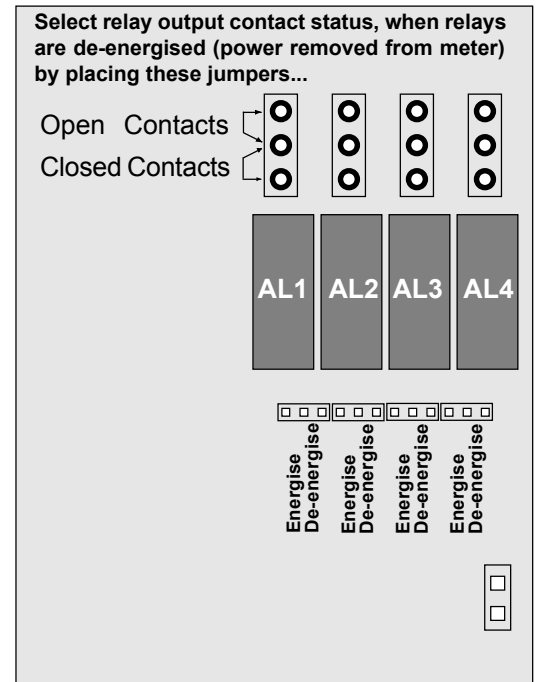 Select relay output contact status, when relays
are de-energised (power removed from meter)
by placing these jumpers...
Open Contacts
Closed Contacts
AL1 AL2 AL3 AL4
Energise
De-energise
Energise
De-energise
Energise
De-energise
Energise
De-energise